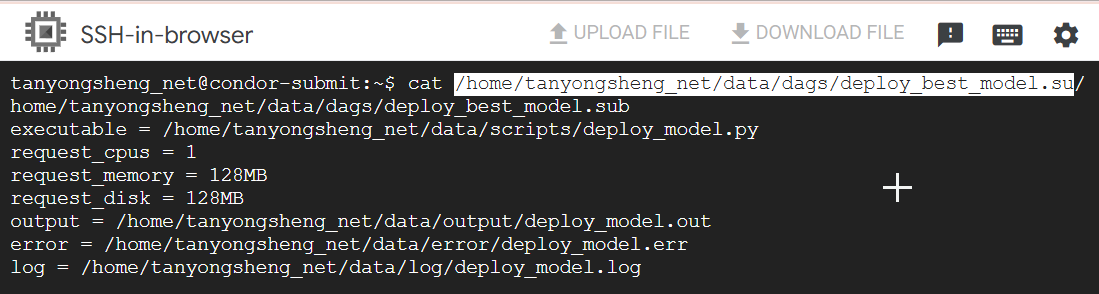 SSH-in-browser
UPLOAD FILE
DOWNLOAD FILE
tanyongsheng_net@condor-submit:~$ cat /home/tanyongsheng_net/data/dags/deploy_best_model.su/
home/tanyongsheng_net/data/dags/deploy_best_model.sub
executable = /home/tanyongsheng_net/data/scripts/deploy_model.py
request_cpus = 1
request_memory = 128MB
request_disk = 128MB
output = /home/tanyongsheng_net/data/output/deploy_model.out
error = /home/tanyongsheng_net/data/error/deploy_model.err
log = /home/tanyongsheng_net/data/log/deploy_model.log